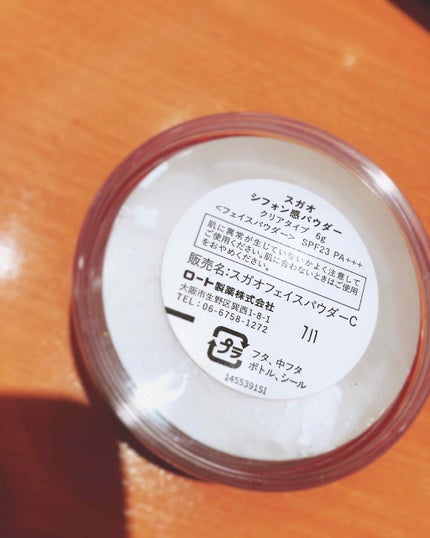 スガオ
シフォン感パウダー
クリアタイプ 6g
<フェイスパウダー> SPF23 PA+++
肌に異常が生じていないかよく注意して
ご使用ください。肌に合わないときはご使用
をおやめください。
販売名:スガオフェイスパウダーC
ロート製薬株式会社
大阪市生野区巽西1-8-1
TEL:06-6758-1272
711
プラ
フタ、中フタ
ボトル、シール
145539151